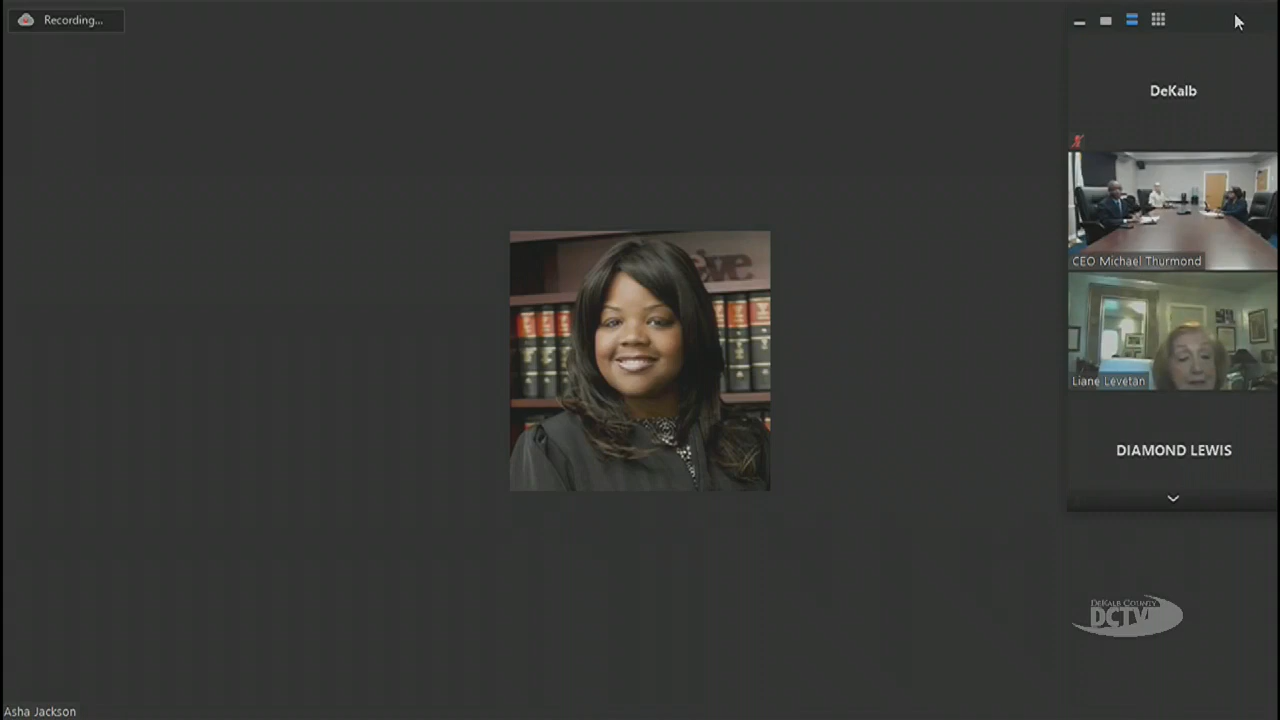 Recording...
DeKalb
CEO Michael Thurmond
Liane Levetan
DIAMOND LEWIS
DEKALB COUNTY
DCTV
Asha Jackson